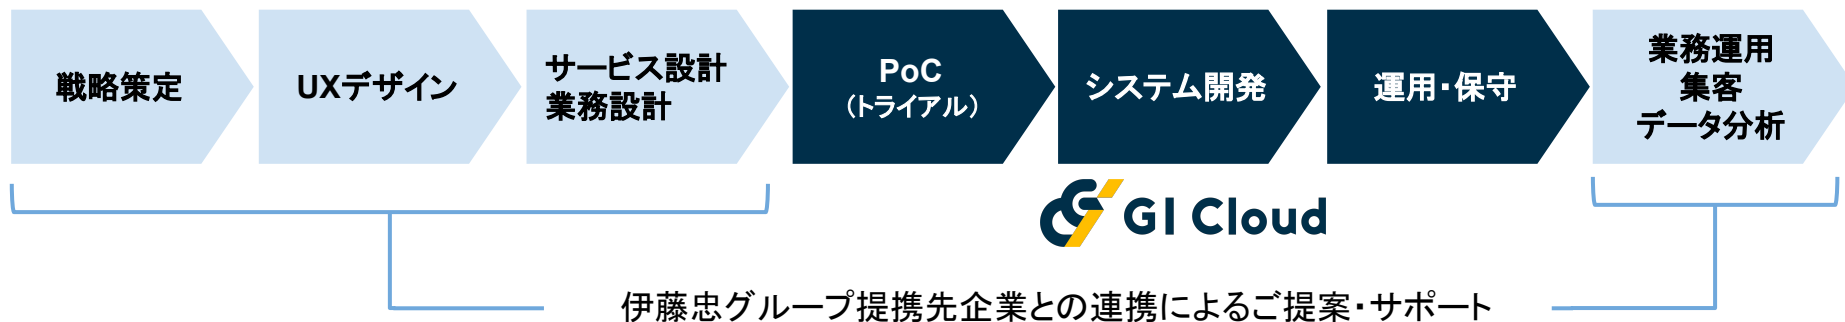 戦略策定
UXデザイン
サービス設計
業務設計
PoC
（トライアル）
システム開発
運用・保守
業務運用
集客
データ分析
GI Cloud
伊藤忠グループ提携先企業との連携によるご提案・サポート